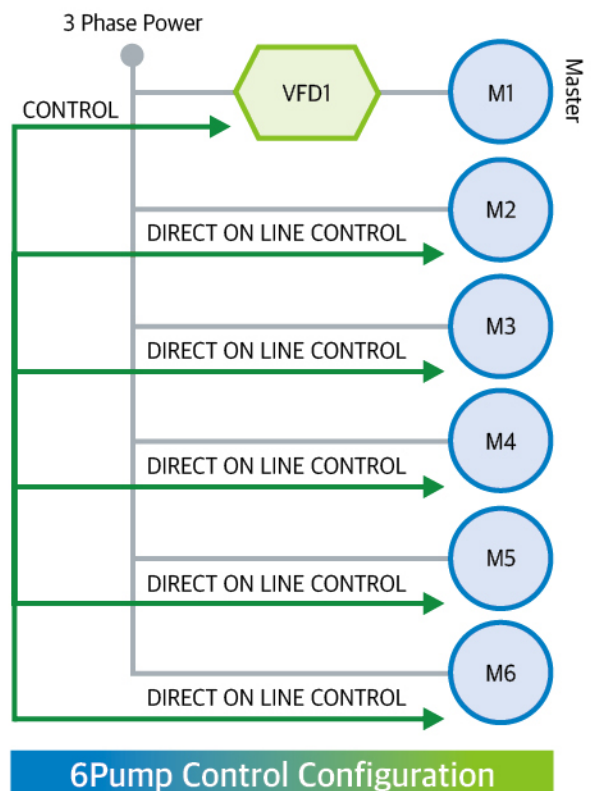 3 Phase Power
CONTROL
VFD1
M1
Master
M2
DIRECT ON LINE CONTROL
M3
DIRECT ON LINE CONTROL
M4
DIRECT ON LINE CONTROL
M5
DIRECT ON LINE CONTROL
M6
DIRECT ON LINE CONTROL
6Pump Control Configuration